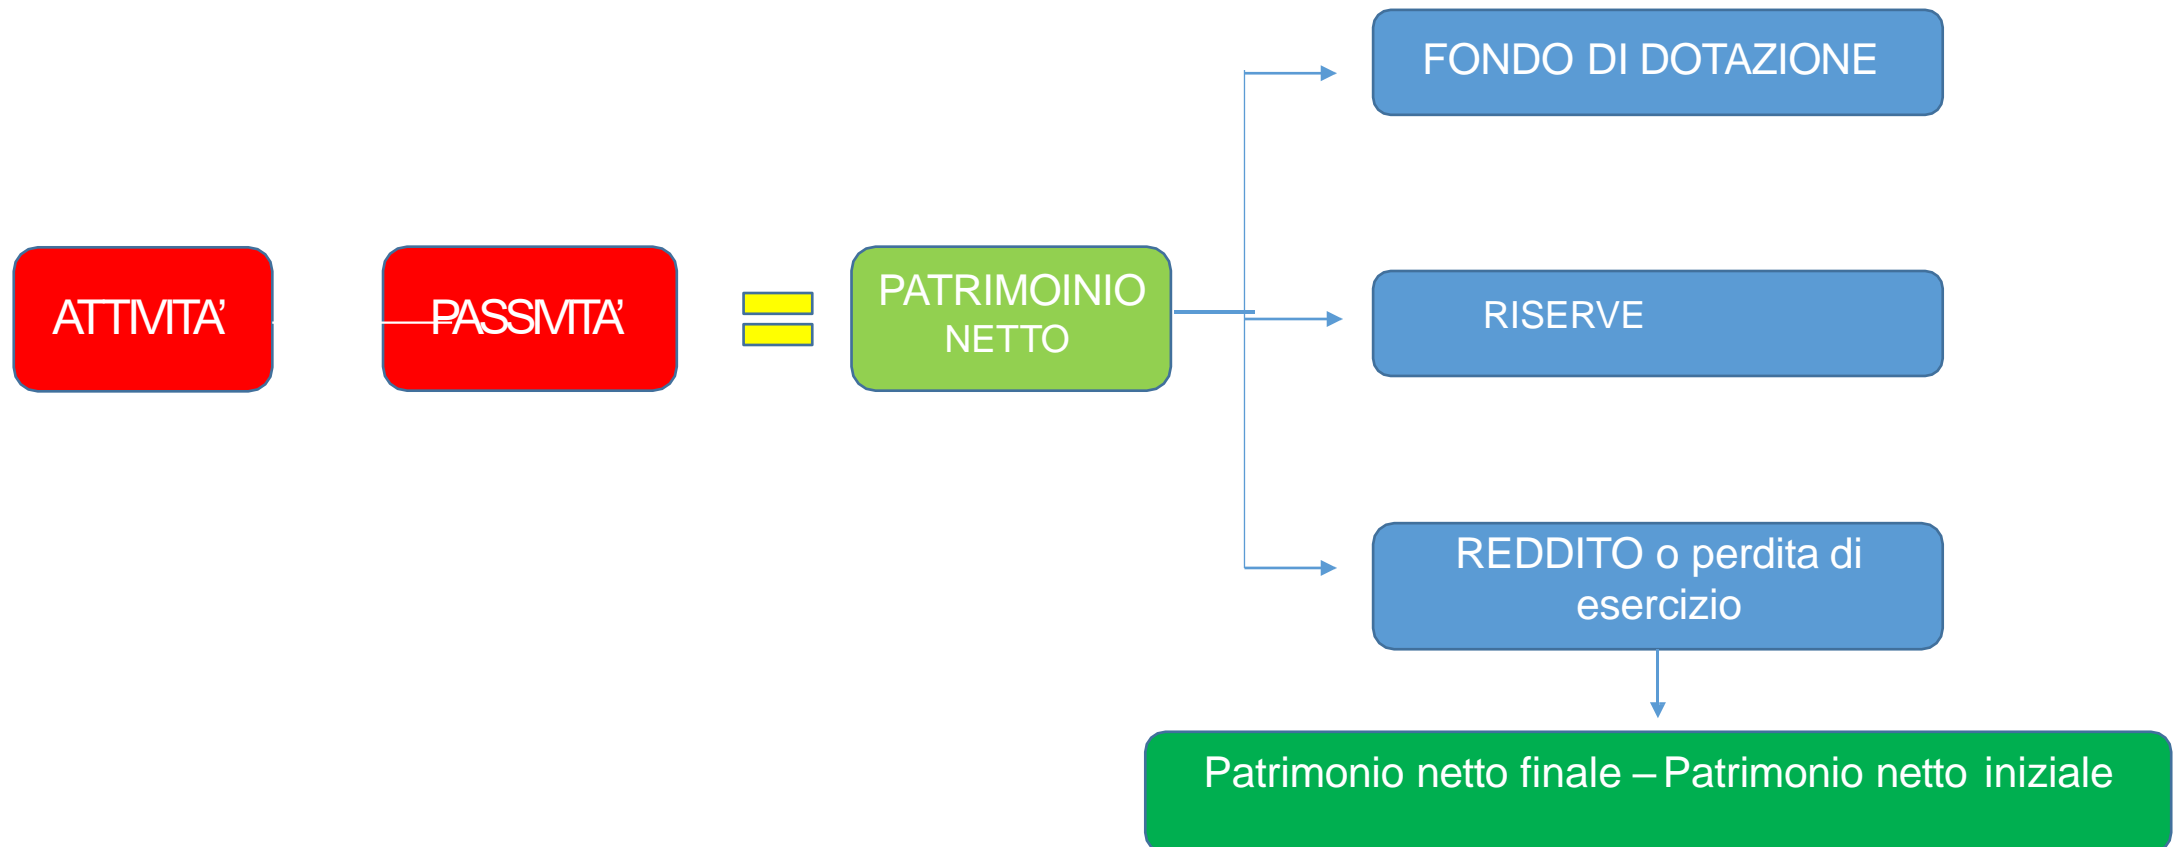 ATTIVITA’
PASSIVITA’
PATRIMOINIO
NETTO
FONDO DI DOTAZIONE
RISERVE
REDDITO o perdita di
esercizio
Patrimonio netto finale – Patrimonio netto iniziale